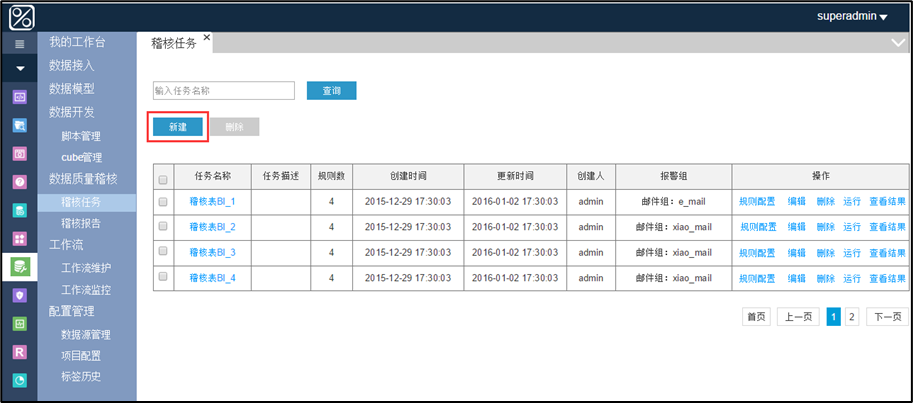 superadmin
我的工作台
数据接入
数据模型
数据开发
脚本管理
cube管理
数据质量稽核
稽核任务
稽核报告
工作流
工作流维护
工作流监控
配置管理
数据源管理
项目配置
标签历史
稽核任务
输入任务名称 查询
新建 删除
任务名称 任务描述 规则数 创建时间 更新时间 创建人 报警组 操作
稽核表BI_1 4 2015-12-29 17:30:03 2016-01-02 17:30:03 admin 邮件组：e_mail 规则配置 编辑 删除 运行 查看结果
稽核表BI_2 4 2015-12-29 17:30:03 2016-01-02 17:30:03 admin 邮件组：xiao_mail 规则配置 编辑 删除 运行 查看结果
稽核表BI_3 4 2015-12-29 17:30:03 2016-01-02 17:30:03 admin 邮件组：xiao_mail 规则配置 编辑 删除 运行 查看结果
稽核表BI_4 4 2015-12-29 17:30:03 2016-01-02 17:30:03 admin 邮件组：xiao_mail 规则配置 编辑 删除 运行 查看结果
首页 上一页 1 2 下一页